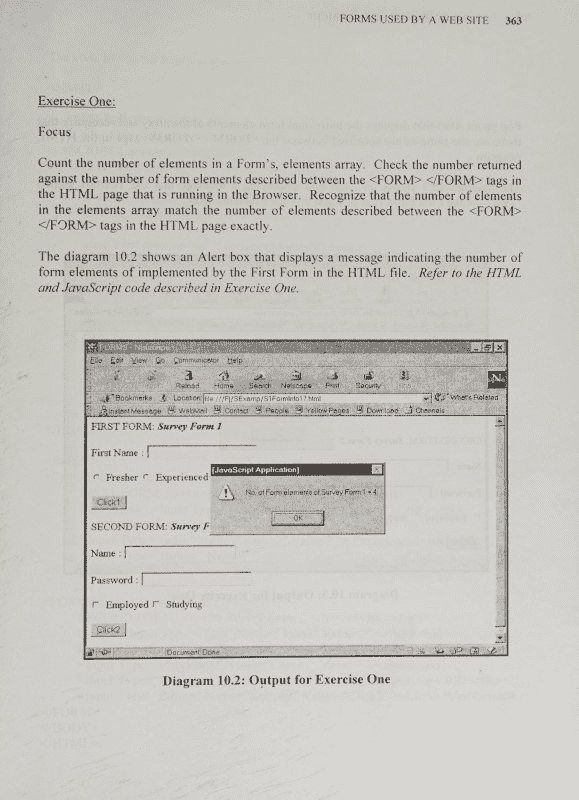 FORMS USED BY A WEB SITE 363
Exercise One:
Focus
Count the number of elements in a Form's, elements array. Check the number returned
against the number of form elements described between the <FORM> </FORM> tags in
the HTML page that is running in the Browser. Recognize that the number of elements
in the elements array match the number of elements described between the <FORM>
</FORM> tags in the HTML page exactly.
The diagram 10.2 shows an Alert box that displays a message indicating the number of
form elements of implemented by the First Form in the HTML file. Refer to the HTML
and JavaScript code described in Exercise One.
FORMS - Netscape
File Edit View Go Communicator Help
Reload Home Search Netscape Print Security
Bookmarks Location: What's Related
Instant Message WebMail Contact People Yellow Pages Download Channels
FIRST FORM: Survey Form 1
First Name :
Fresher Experienced
[JavaScript Application]
No. of Form elements of Survey Form 1 = 4
OK
Click1
SECOND FORM: Survey F
Name :
Password :
Employed Studying
Click2
Document: Done
Diagram 10.2: Output for Exercise One